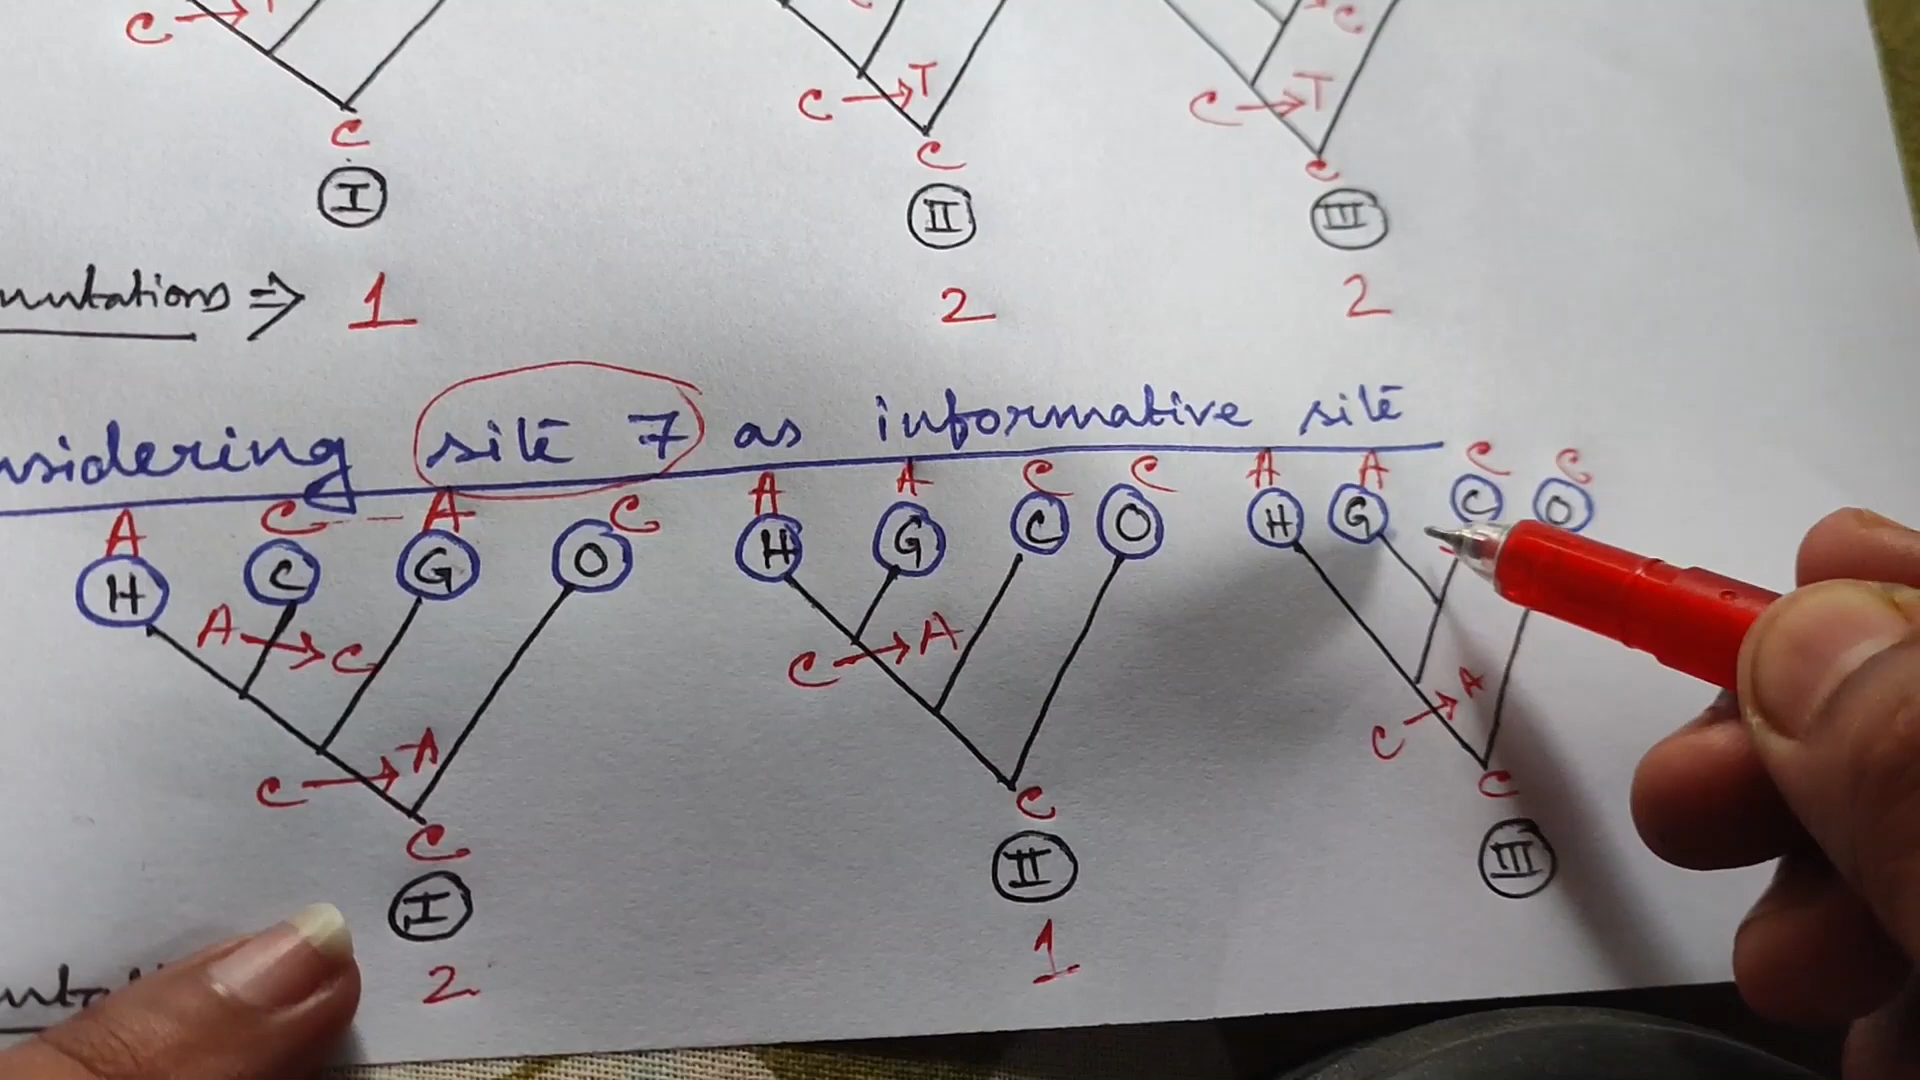 C → T
C → T C → T
C C C
I II III
mutations ⇒ 1 2 2
nsidering site 7 as informative site
A C A C A A C C A A C C
H C G O H G C O H G C O
A → C C → A
C → A C → A
C C C
I II III
2 1